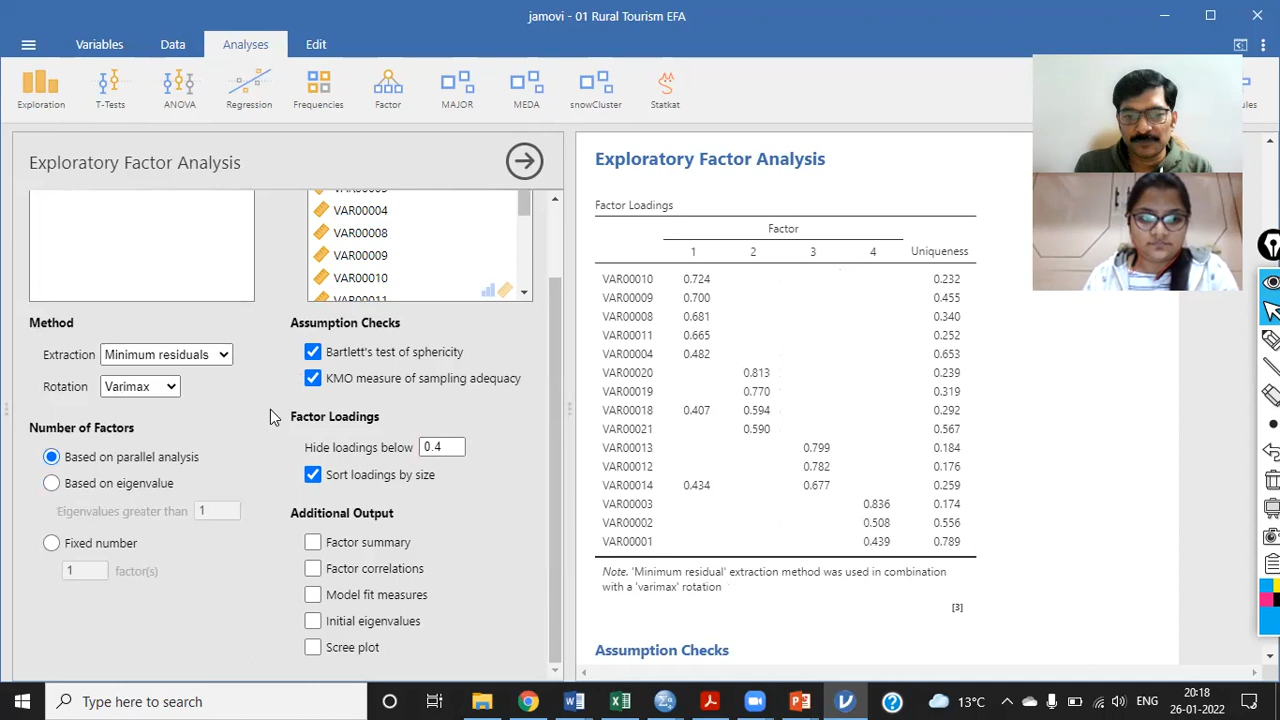 jamovi - 01 Rural Tourism EFA
Variables Data Analyses Edit
Exploration T-Tests ANOVA Regression Frequencies Factor MAJOR MEDA snowCluster Statkat
Exploratory Factor Analysis
VAR00004
VAR00008
VAR00009
VAR00010
VAR00011
Method
Extraction Minimum residuals
Rotation Varimax
Number of Factors
Based on parallel analysis
Based on eigenvalue
Eigenvalues greater than 1
Fixed number
1 factor(s)
Assumption Checks
Bartlett's test of sphericity
KMO measure of sampling adequacy
Factor Loadings
Hide loadings below 0.4
Sort loadings by size
Additional Output
Factor summary
Factor correlations
Model fit measures
Initial eigenvalues
Scree plot
Exploratory Factor Analysis
Factor Loadings
Factor
1 2 3 4 Uniqueness
VAR00010 0.724 0.232
VAR00009 0.700 0.455
VAR00008 0.681 0.340
VAR00011 0.665 0.252
VAR00004 0.482 0.653
VAR00020 0.813 0.239
VAR00019 0.770 0.319
VAR00018 0.407 0.594 0.292
VAR00021 0.590 0.567
VAR00013 0.799 0.184
VAR00012 0.782 0.176
VAR00014 0.434 0.677 0.259
VAR00003 0.836 0.174
VAR00002 0.508 0.556
VAR00001 0.439 0.789
Note. 'Minimum residual' extraction method was used in combination
with a 'varimax' rotation
[3]
Assumption Checks
Type here to search
13°C ENG 20:18
26-01-2022